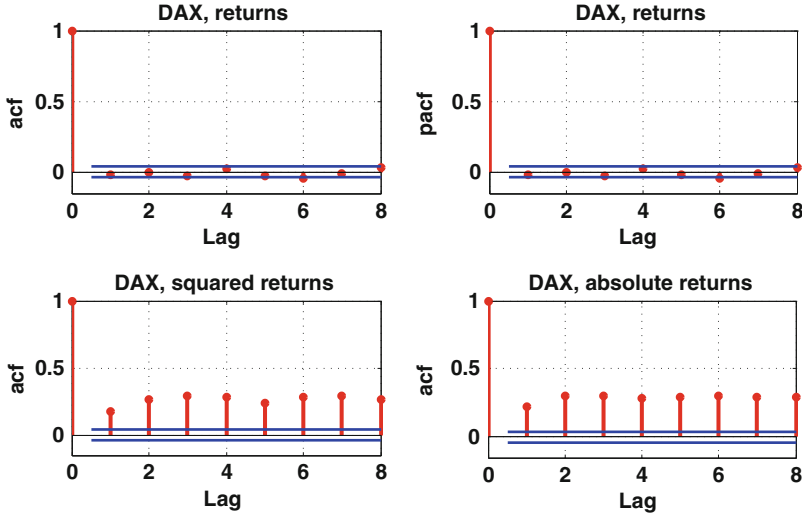 DAX, returns
acf
1
0.5
0
0 2 4 6 8
Lag
DAX, returns
pacf
1
0.5
0
0 2 4 6 8
Lag
DAX, squared returns
acf
1
0.5
0
0 2 4 6 8
Lag
DAX, absolute returns
acf
1
0.5
0
0 2 4 6 8
Lag